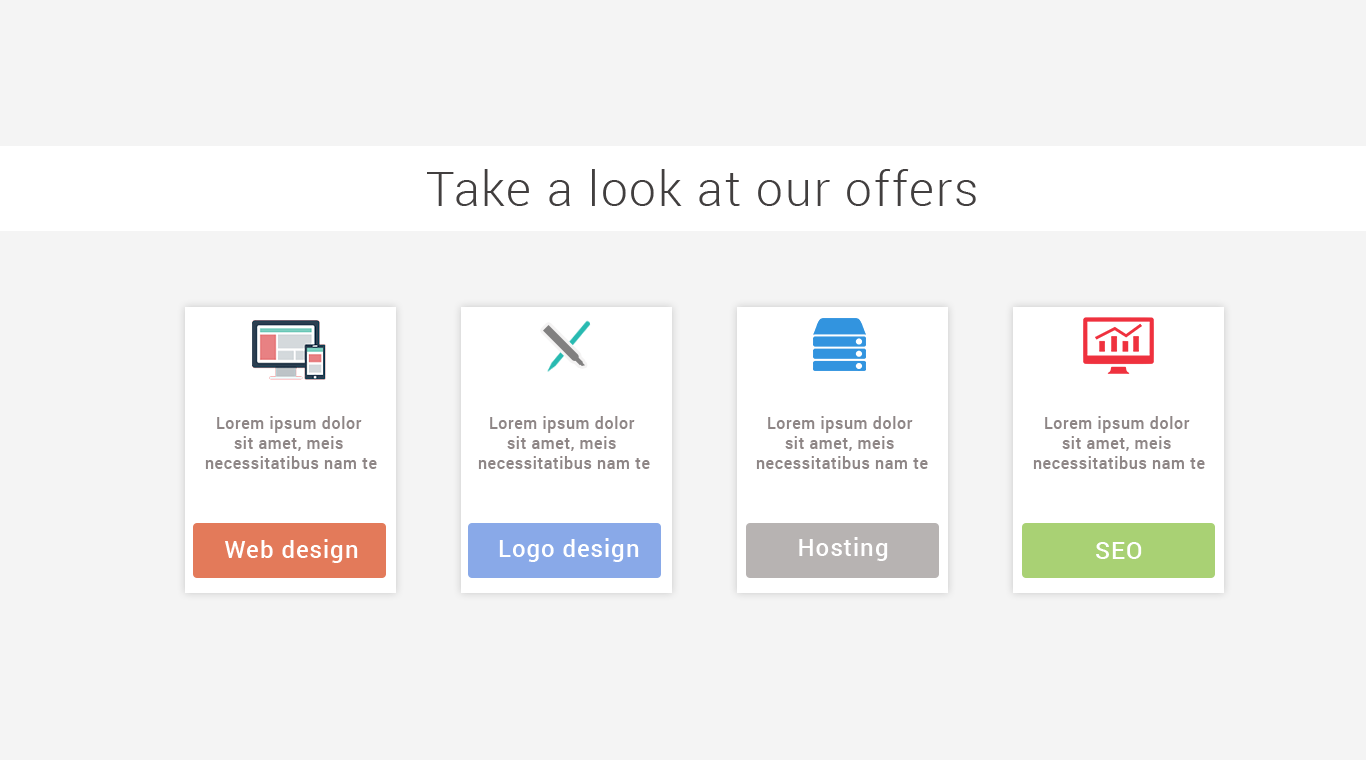 Take a look at our offers
Lorem ipsum dolor
sit amet, meis
necessitatibus nam te
Web design
Lorem ipsum dolor
sit amet, meis
necessitatibus nam te
Logo design
Lorem ipsum dolor
sit amet, meis
necessitatibus nam te
Hosting
Lorem ipsum dolor
sit amet, meis
necessitatibus nam te
SEO